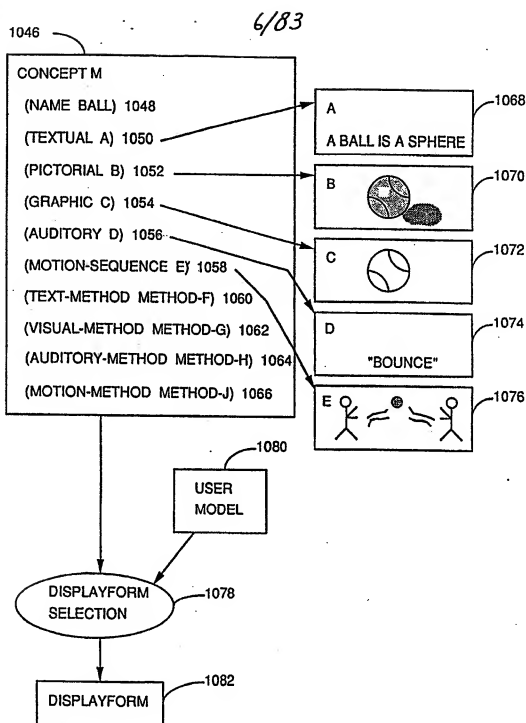 6/83
1046
CONCEPT M
(NAME BALL) 1048
(TEXTUAL A) 1050
(PICTORIAL B) 1052
(GRAPHIC C) 1054
(AUDITORY D) 1056
(MOTION-SEQUENCE E) 1058
(TEXT-METHOD METHOD-F) 1060
(VISUAL-METHOD METHOD-G) 1062
(AUDITORY-METHOD METHOD-H) 1064
(MOTION-METHOD METHOD-J) 1066
A
A BALL IS A SPHERE
1068
B
1070
C
1072
D
"BOUNCE"
1074
E
1076
1080
USER
MODEL
DISPLAYFORM
SELECTION
1078
DISPLAYFORM
1082